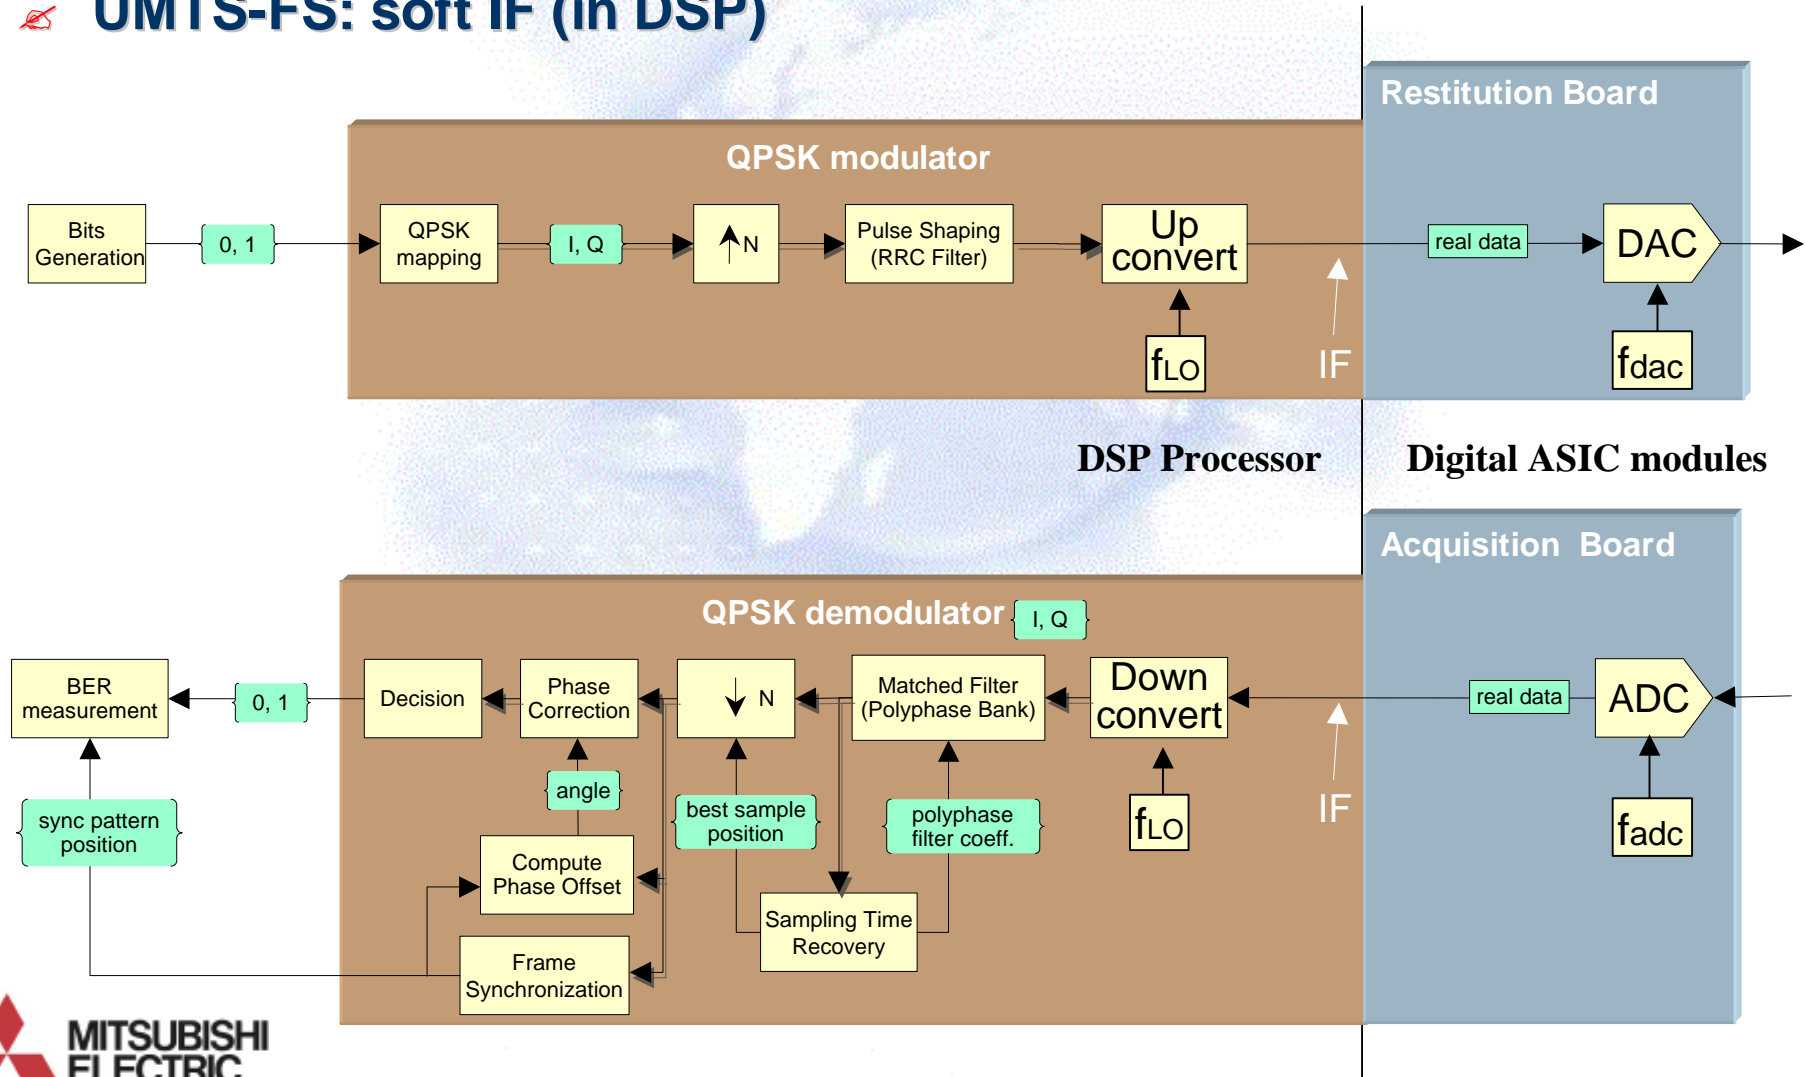 UMTS-FS: soft IF (in DSP)
Restitution Board
QPSK modulator
Bits
Generation
0, 1
QPSK
mapping
I, Q
N
Pulse Shaping
(RRC Filter)
Up
convert
real data
DAC
fLO
IF
fdac
DSP Processor
Digital ASIC modules
Acquisition Board
QPSK demodulator
I, Q
BER
measurement
0, 1
Decision
Phase
Correction
N
Matched Filter
(Polyphase Bank)
Down
convert
real data
ADC
sync pattern
position
angle
best sample
position
polyphase
filter coeff.
fLO
IF
fadc
Compute
Phase Offset
Sampling Time
Recovery
Frame
Synchronization
MITSUBISHI
ELECTRIC